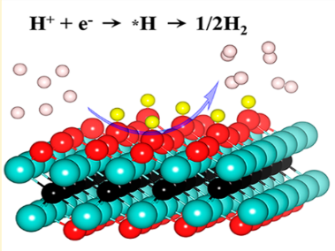 H⁺ + e⁻ → *H → 1/2H₂